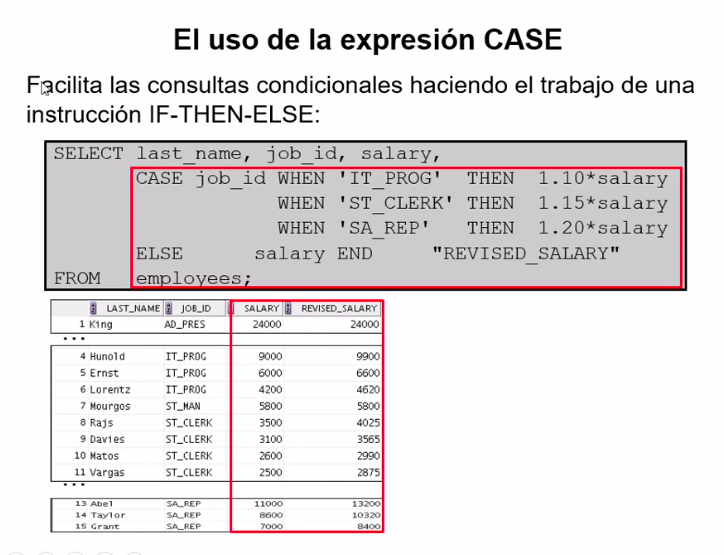 El uso de la expresión CASE
Facilita las consultas condicionales haciendo el trabajo de una
instrucción IF-THEN-ELSE:
SELECT last_name, job_id, salary,
CASE job_id WHEN 'IT_PROG' THEN 1.10*salary
WHEN 'ST_CLERK' THEN 1.15*salary
WHEN 'SA_REP' THEN 1.20*salary
ELSE salary END "REVISED_SALARY"
FROM employees;
LAST_NAME JOB_ID SALARY REVISED_SALARY
1 King AD_PRES 24000 24000
...
4 Hunold IT_PROG 9000 9900
5 Ernst IT_PROG 6000 6600
6 Lorentz IT_PROG 4200 4620
7 Mourgos ST_MAN 5800 5800
8 Rajs ST_CLERK 3500 4025
9 Davies ST_CLERK 3100 3565
10 Matos ST_CLERK 2600 2990
11 Vargas ST_CLERK 2500 2875
...
13 Abel SA_REP 11000 13200
14 Taylor SA_REP 8600 10320
15 Grant SA_REP 7000 8400